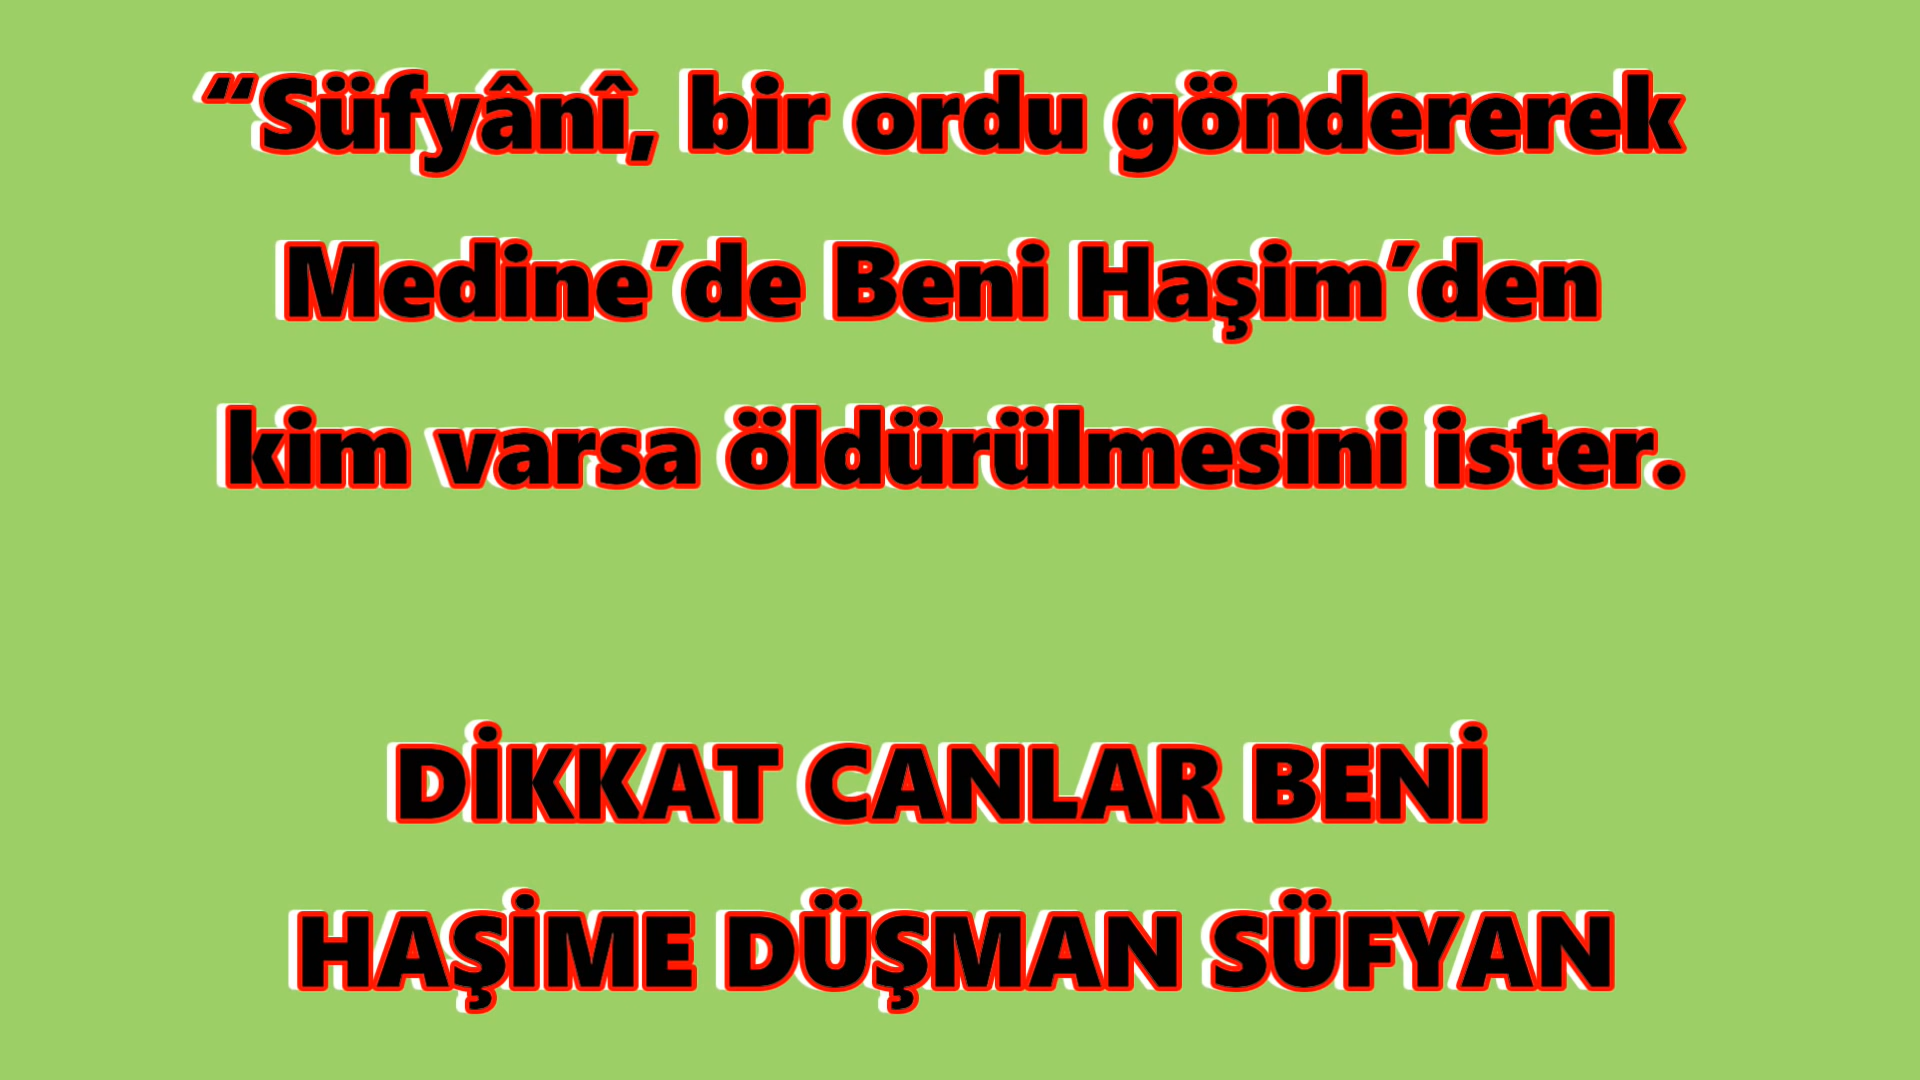 “Süfyânî, bir ordu göndererek
Medine’de Beni Haşim’den
kim varsa öldürülmesini ister.
DİKKAT CANLAR BENİ
HAŞİME DÜŞMAN SÜFYAN